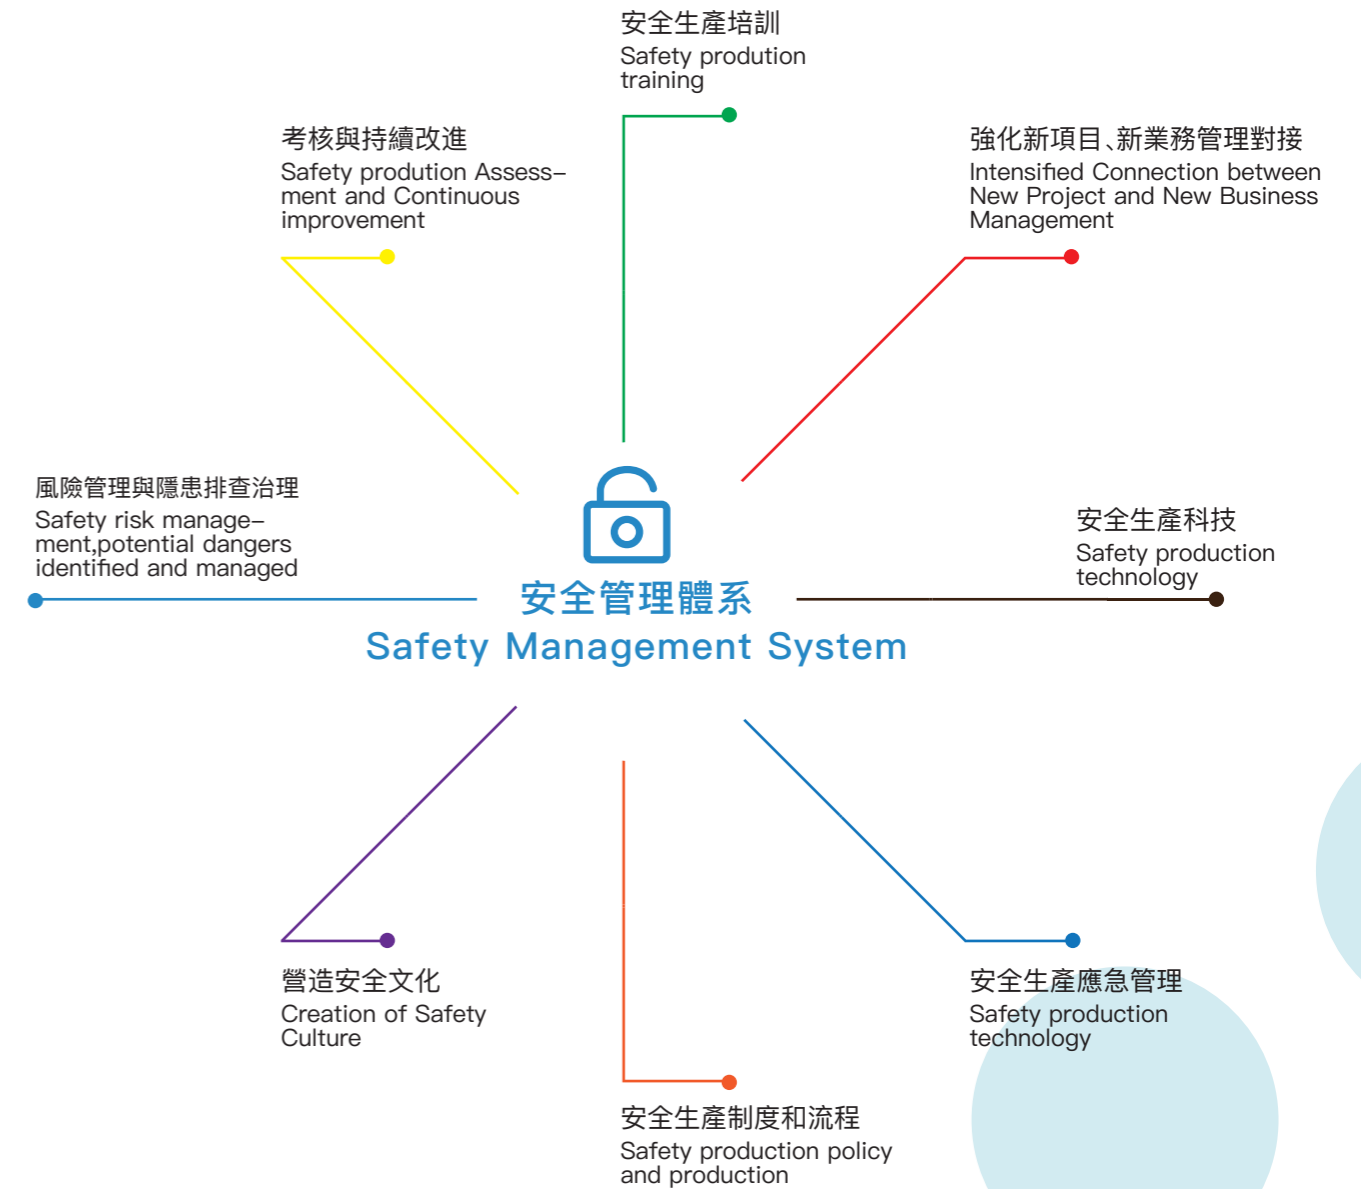 安全生產培訓
Safety prodution
training
考核與持續改進
Safety prodution Assess-
ment and Continuous
improvement
強化新項目、新業務管理對接
Intensified Connection between
New Project and New Business
Management
風險管理與隱患排查治理
Safety risk manage-
ment,potential dangers
identified and managed
安全生產科技
Safety production
technology
安全管理體系
Safety Management System
營造安全文化
Creation of Safety
Culture
安全生產應急管理
Safety production
technology
安全生產制度和流程
Safety production policy
and production